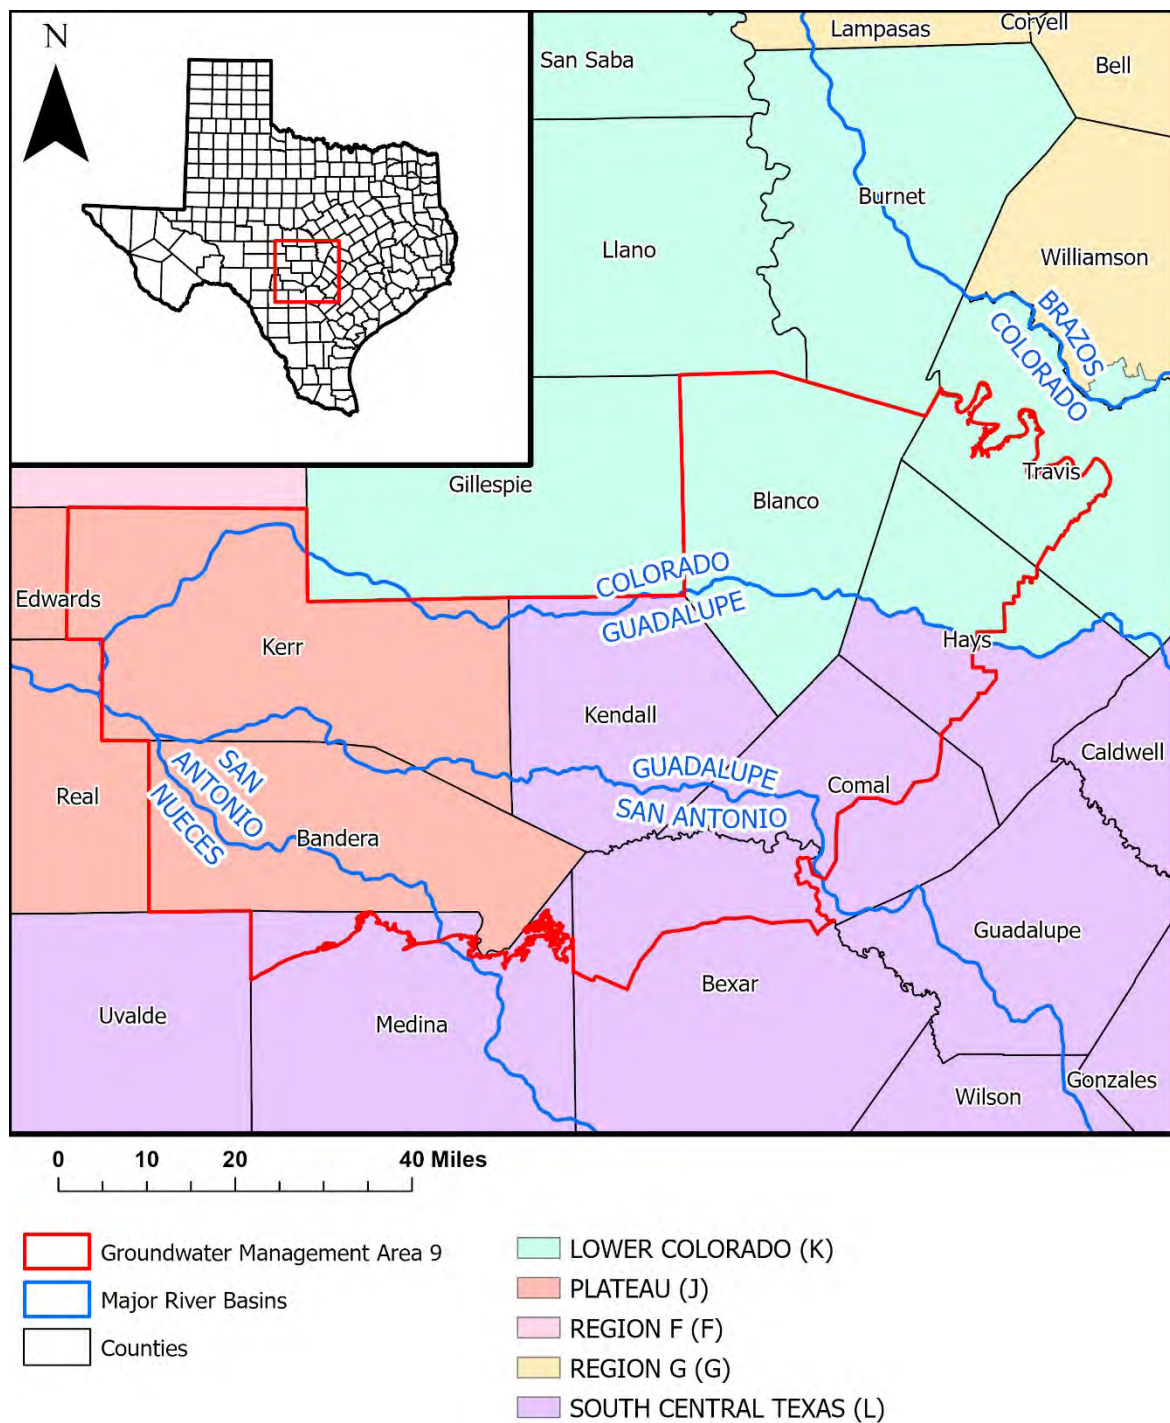 N
Lampasas
Coryell
San Saba
Bell
Burnet
Llano
Williamson
BRAZOS
COLORADO
Gillespie
Travis
Blanco
COLORADO
GUADALUPE
Edwards
Kerr
Hays
Kendall
Caldwell
SAN
ANTONIO
NUECES
GUADALUPE
SAN ANTONIO
Comal
Real
Bandera
Guadalupe
Bexar
Uvalde
Medina
Gonzales
Wilson
0 10 20 40 Miles
Groundwater Management Area 9
Major River Basins
Counties
LOWER COLORADO (K)
PLATEAU (J)
REGION F (F)
REGION G (G)
SOUTH CENTRAL TEXAS (L)